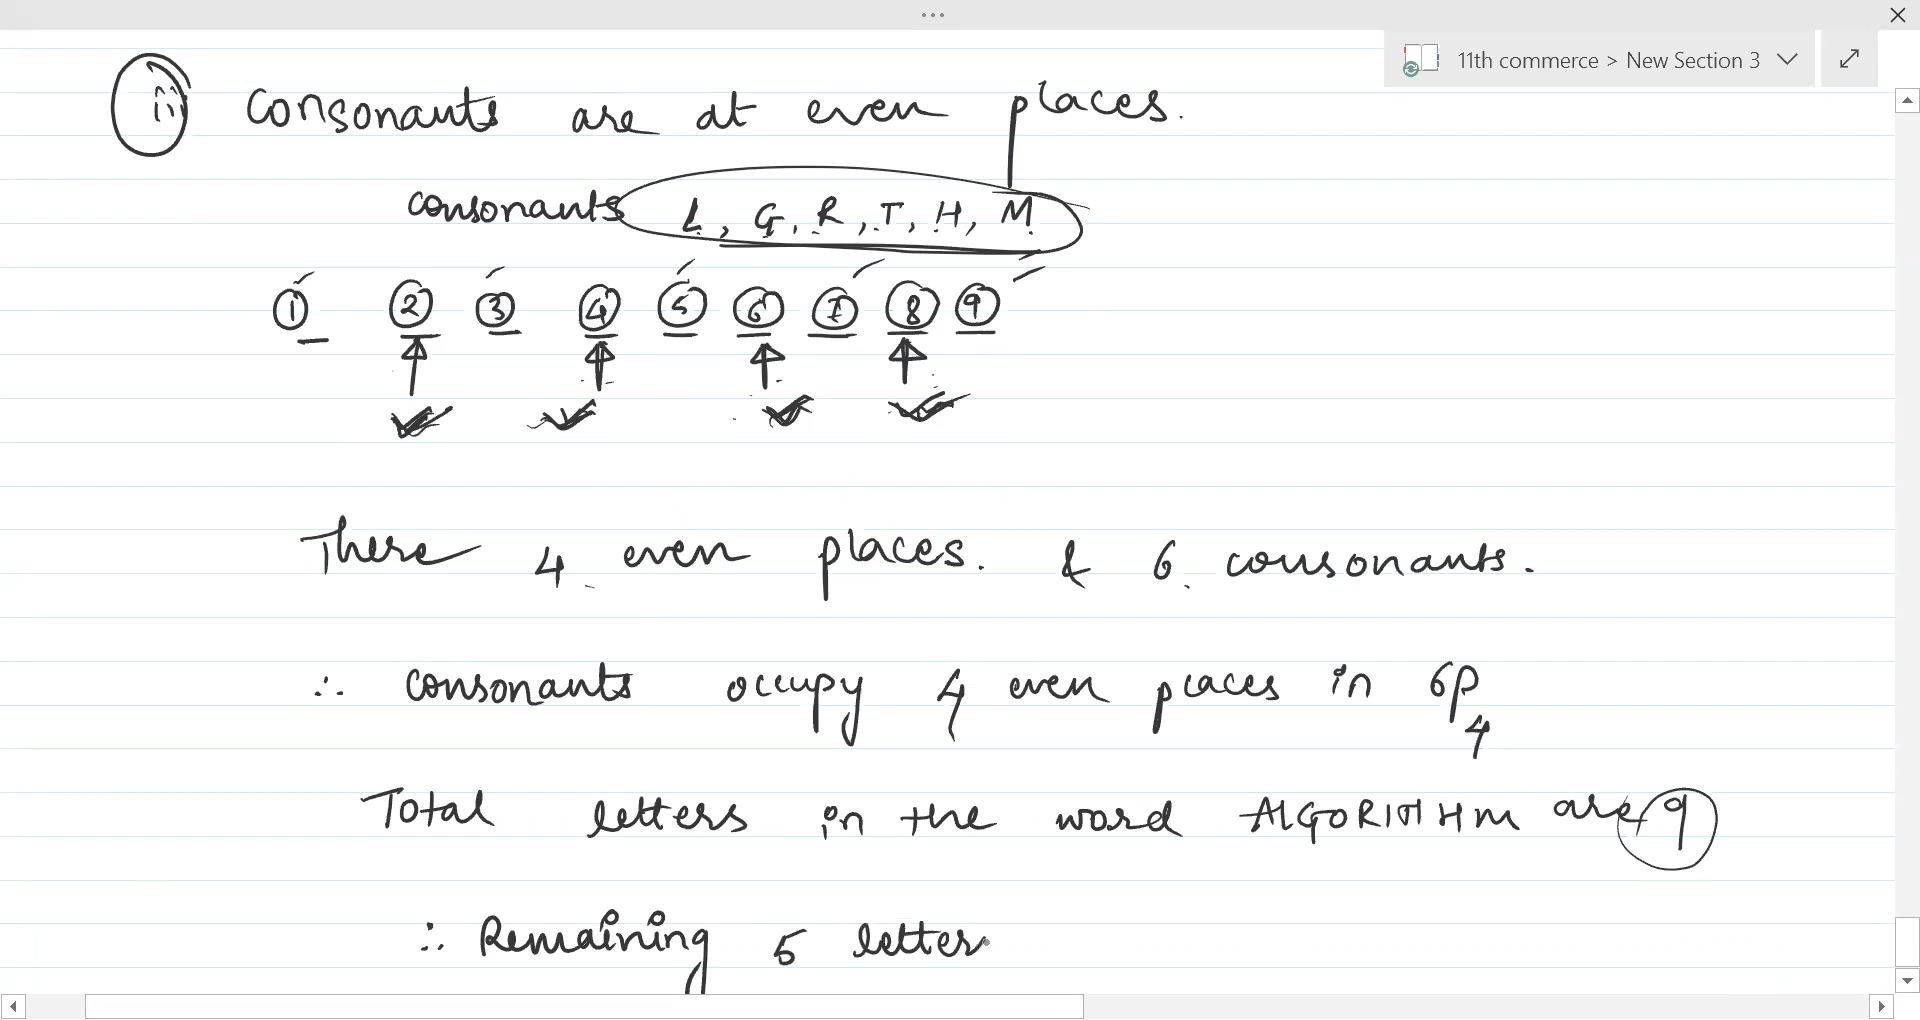 ...
11th commerce > New Section 3
iii consonants are at even places.
consonants L, G, R, T, H, M
1 2 3 4 5 6 7 8 9
There 4 even places. & 6 consonants.
∴ consonants occupy 4 even places in 6P4
Total letters in the word ALGORITHM are 9
∴ Remaining 5 letter